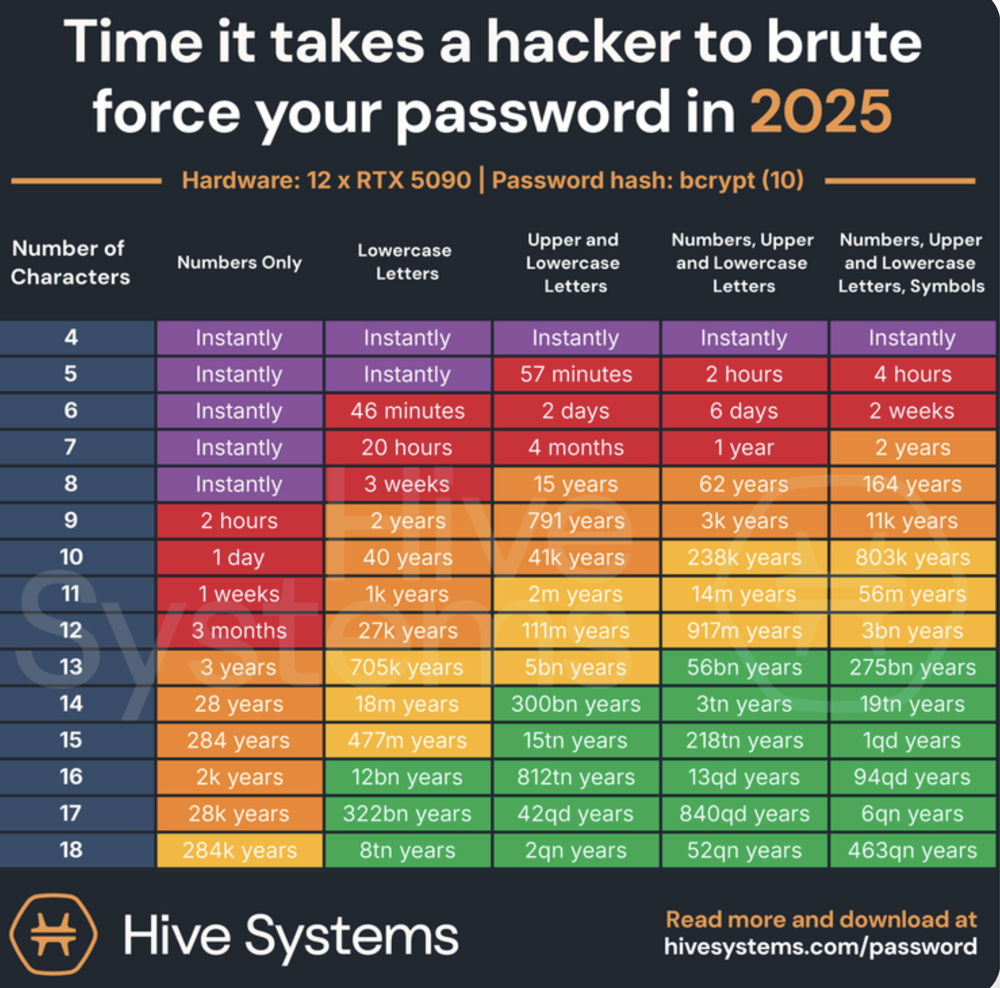 Time it takes a hacker to brute
force your password in 2025
Hardware: 12 x RTX 5090 | Password hash: bcrypt (10)
Number of
Characters
Numbers Only
Lowercase
Letters
Upper and
Lowercase
Letters
Numbers, Upper
and Lowercase
Letters
Numbers, Upper
and Lowercase
Letters, Symbols
4 Instantly Instantly Instantly Instantly Instantly
5 Instantly Instantly 57 minutes 2 hours 4 hours
6 Instantly 46 minutes 2 days 6 days 2 weeks
7 Instantly 20 hours 4 months 1 year 2 years
8 Instantly 3 weeks 15 years 62 years 164 years
9 2 hours 2 years 791 years 3k years 11k years
10 1 day 40 years 41k years 238k years 803k years
11 1 weeks 1k years 2m years 14m years 56m years
12 3 months 27k years 111m years 917m years 3bn years
13 3 years 705k years 5bn years 56bn years 275bn years
14 28 years 18m years 300bn years 3tn years 19tn years
15 284 years 477m years 15tn years 218tn years 1qd years
16 2k years 12bn years 812tn years 13qd years 94qd years
17 28k years 322bn years 42qd years 840qd years 6qn years
18 284k years 8tn years 2qn years 52qn years 463qn years
Hive
Systems
Hive Systems
Read more and download at
hivesystems.com/password